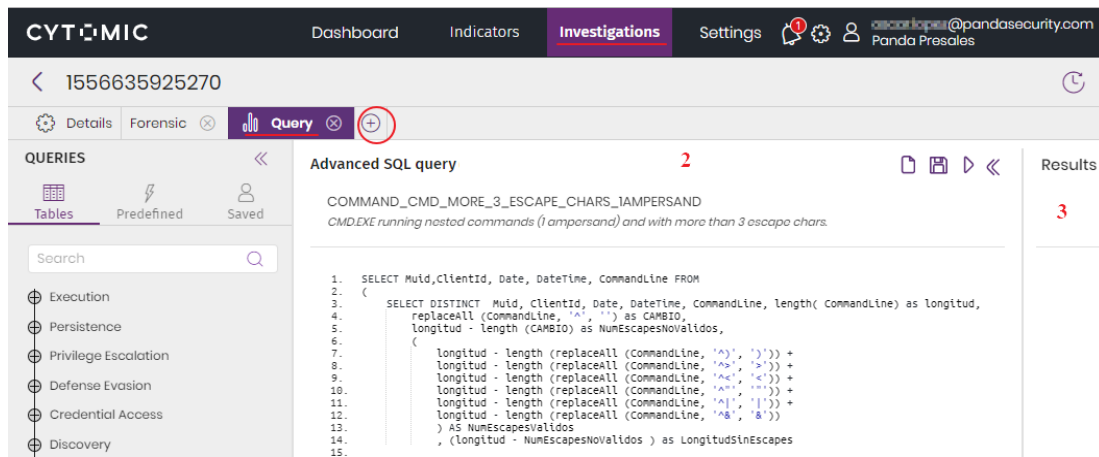 CYTOMIC
Dashboard Indicators Investigations Settings 1 @pandasecurity.com
Panda Presales
1556635925270
Details Forensic Query
QUERIES
Tables Predefined Saved
Search
Execution
Persistence
Privilege Escalation
Defense Evasion
Credential Access
Discovery
Advanced SQL query 2
COMMAND_CMD_MORE_3_ESCAPE_CHARS_1AMPERSAND
CMD.EXE running nested commands (1 ampersand) and with more than 3 escape chars.
1. SELECT Muid,ClientId, Date, DateTime, CommandLine FROM
2. (
3. SELECT DISTINCT Muid, ClientId, Date, DateTime, CommandLine, length( CommandLine) as longitud,
4. replaceAll (CommandLine, '^', '') as CAMBIO,
5. longitud - length (CAMBIO) as NumEscapesNoValidos,
6. (
7. longitud - length (replaceAll (CommandLine, '^)', ')')) +
8. longitud - length (replaceAll (CommandLine, '^>', '>')) +
9. longitud - length (replaceAll (CommandLine, '^<', '<')) +
10. longitud - length (replaceAll (CommandLine, '^"', '"')) +
11. longitud - length (replaceAll (CommandLine, '^|', '|')) +
12. longitud - length (replaceAll (CommandLine, '^&', '&'))
13. ) AS NumEscapesValidos
14. , (longitud - NumEscapesNoValidos ) as LongitudSinEscapes
15.
Results
3